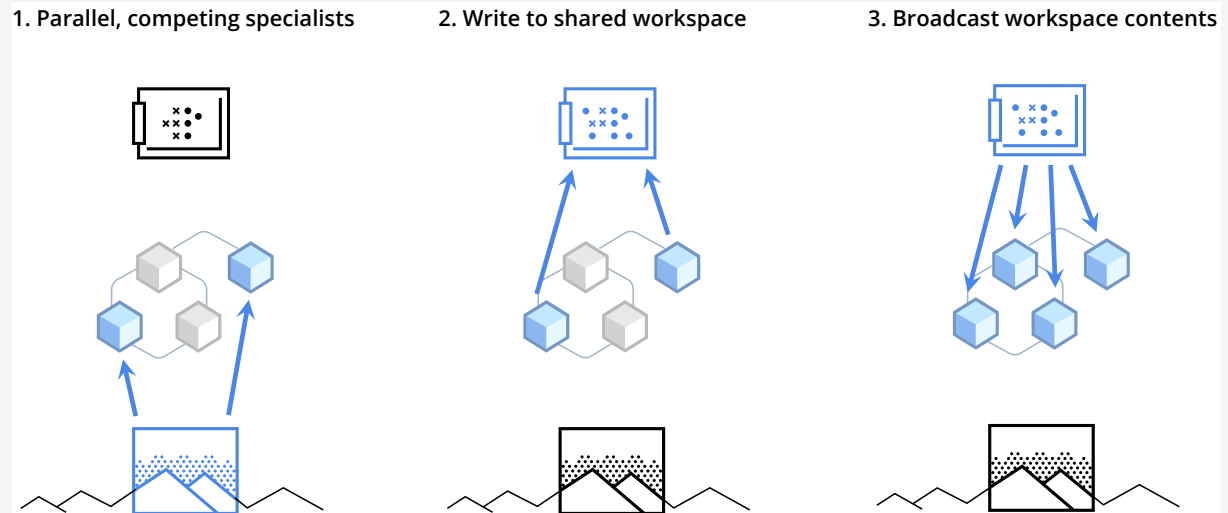 1. Parallel, competing specialists
2. Write to shared workspace
3. Broadcast workspace contents